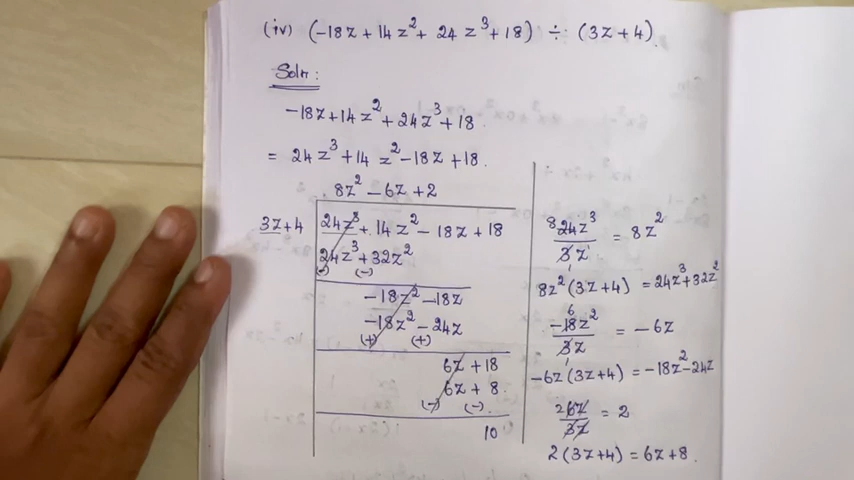 (iv) (-18z + 14z² + 24z³ + 18) ÷ (3z + 4).
Soln:
-18z + 14z² + 24z³ + 18.
= 24z³ + 14z² - 18z + 18.
8z² - 6z + 2
3z + 4 24z³ + 14z² - 18z + 18
24z³ + 32z²
(-) (-)
-18z² - 18z
-18z² - 24z
(+) (+)
6z + 18
6z + 8
(-) (-)
10
8 24z³ / 3z 1 = 8z²
8z² (3z + 4) = 24z³ + 32z²
6 -18z² / 3z 1 = -6z
-6z (3z + 4) = -18z² - 24z
2 6z / 3z = 2
2 (3z + 4) = 6z + 8.